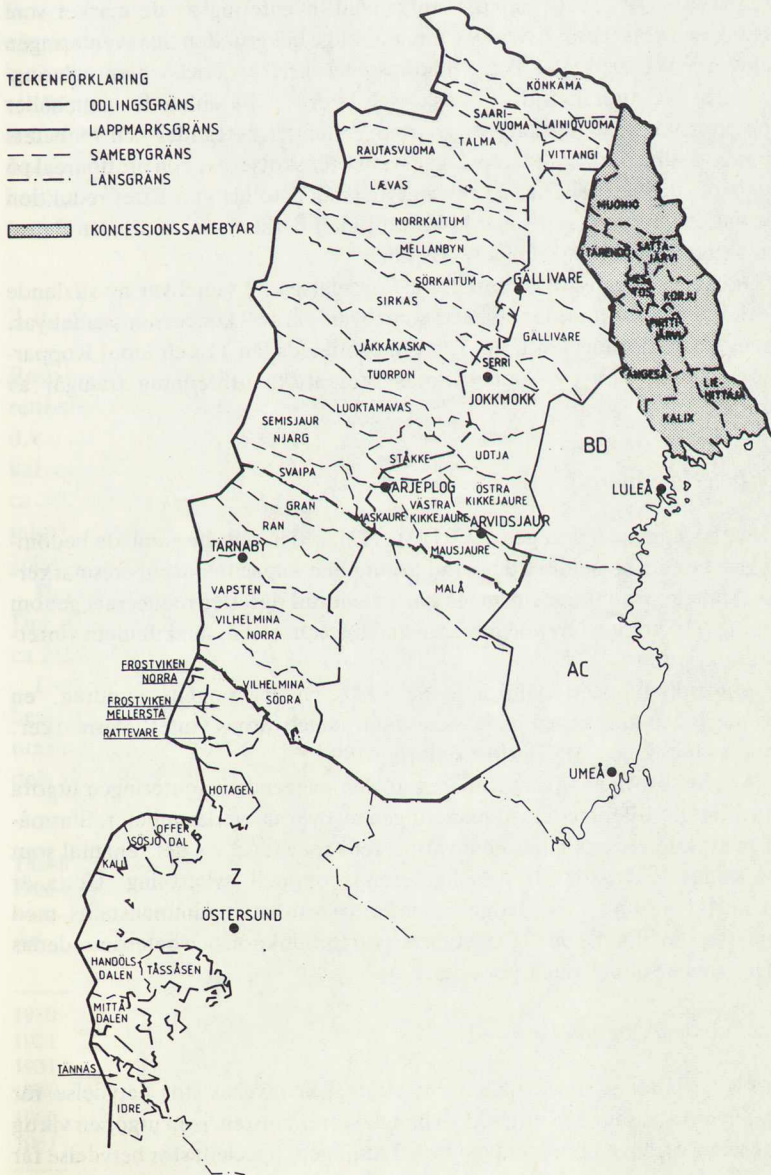 TECKENFÖRKLARING
ODLINGSGRÄNS
LAPPMARKSGRÄNS
SAMEBYGRÄNS
LÄNSGRÄNS
KONCESSIONSSAMEBYAR
KÖNKÄMÄ
SAARI-
VUOMA
LAINIOVUOMA
TALMA
VITTANGI
RAUTASVUOMA
LÆVAS
NORRKAITUM
MELLANBYN
SÖRKAITUM
SIRKAS
GÄLLIVARE
GÄLLIVARE
MUONIO
TÄRENDÖ
SATTA-
JÄRVI
KORJU
PIRTTI-
JÄRVI
ÄNGESÅ
LIE-
HITTÄJÄ
KALIX
JÅKKÅKASKA
TUORPON
SERRI
JOKKMOKK
LUOKTAMAVAS
SEMISJAUR
NJARG
STÅKKE
UDTJA
BD
LULEÅ
SVAIPA
ARJEPLOG
ÖSTRA
KIKKEJAURE
GRAN
MASKAURE
VÄSTRA
KIKKEJAURE
ARVIDSJAUR
RAN
TÄRNABY
MAUSJAURE
MALÅ
VAPSTEN
VILHELMINA
NORRA
FROSTVIKEN
NORRA
VILHELMINA
SÖDRA
FROSTVIKEN
MELLERSTA
RATTEVARE
AC
UMEÅ
HOTAGEN
OFFER
DAL
SÖSJÖ
KALL
Z
ÖSTERSUND
HANDÖLS
DALEN
TÅSSÅSEN
MITTÅ
DALEN
TÄNNÄS
IDRE